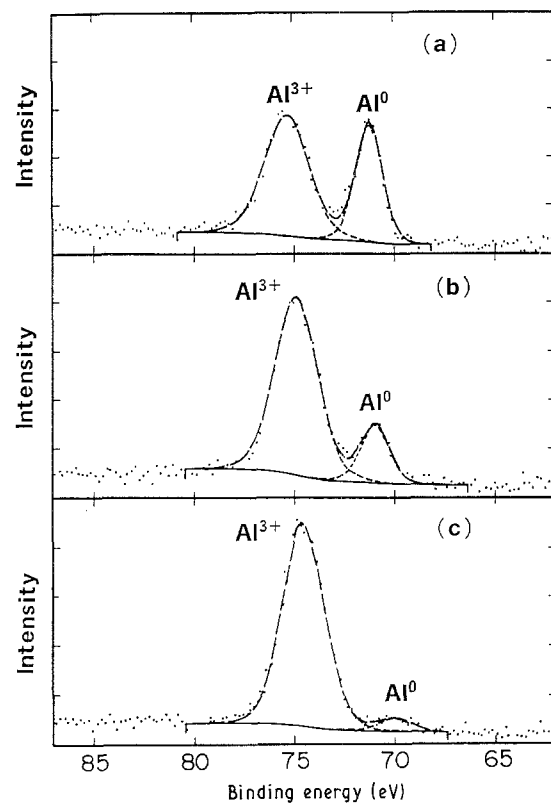 (a)
Al³⁺
Al⁰
Intensity
(b)
Al³⁺
Al⁰
Intensity
(c)
Al³⁺
Al⁰
Intensity
85 80 75 70 65
Binding energy (eV)